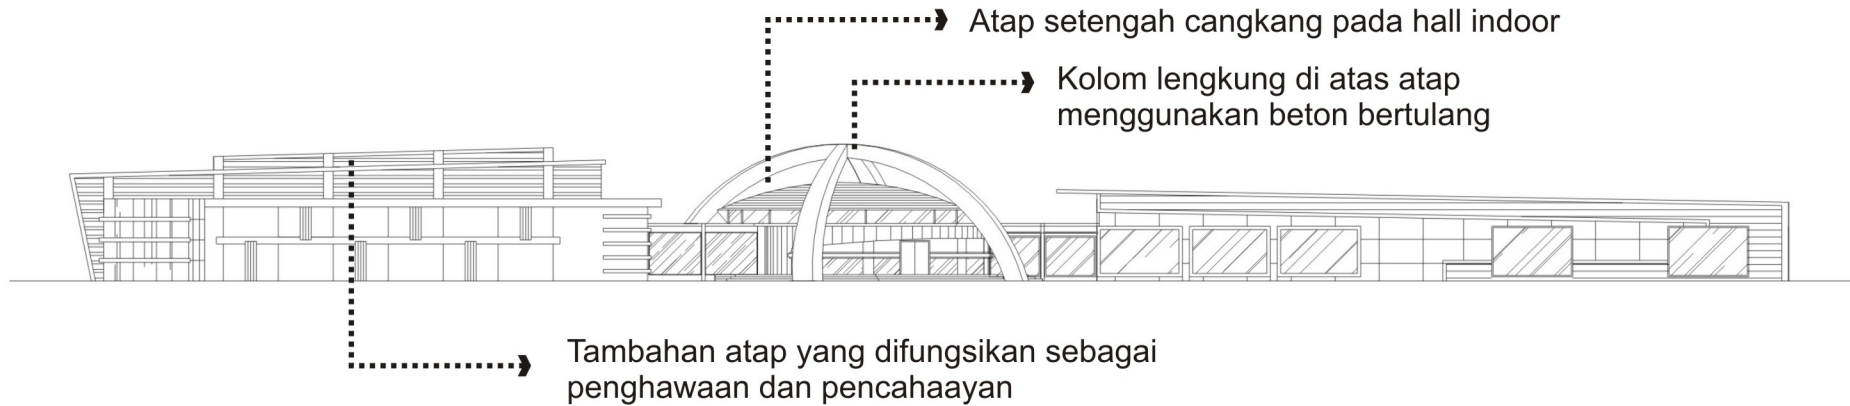 Atap setengah cangkang pada hall indoor
Kolom lengkung di atas atap
menggunakan beton bertulang
Tambahan atap yang difungsikan sebagai
penghawaan dan pencahaayan